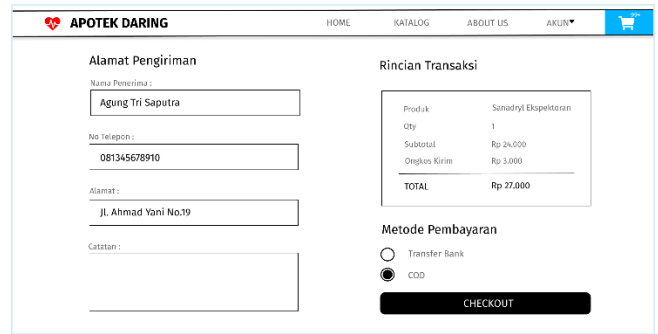 APOTEK DARING HOME KATALOG ABOUT US AKUN▼ 99+
Alamat Pengiriman
Nama Penerima :
Agung Tri Saputra
No Telepon :
081345678910
Alamat :
Jl. Ahmad Yani No.19
Catatan :
Rincian Transaksi
Produk Sanadryl Ekspektoran
Qty 1
Subtotal Rp 24.000
Ongkos Kirim Rp 3.000
TOTAL Rp 27.000
Metode Pembayaran
Transfer Bank
COD
CHECKOUT